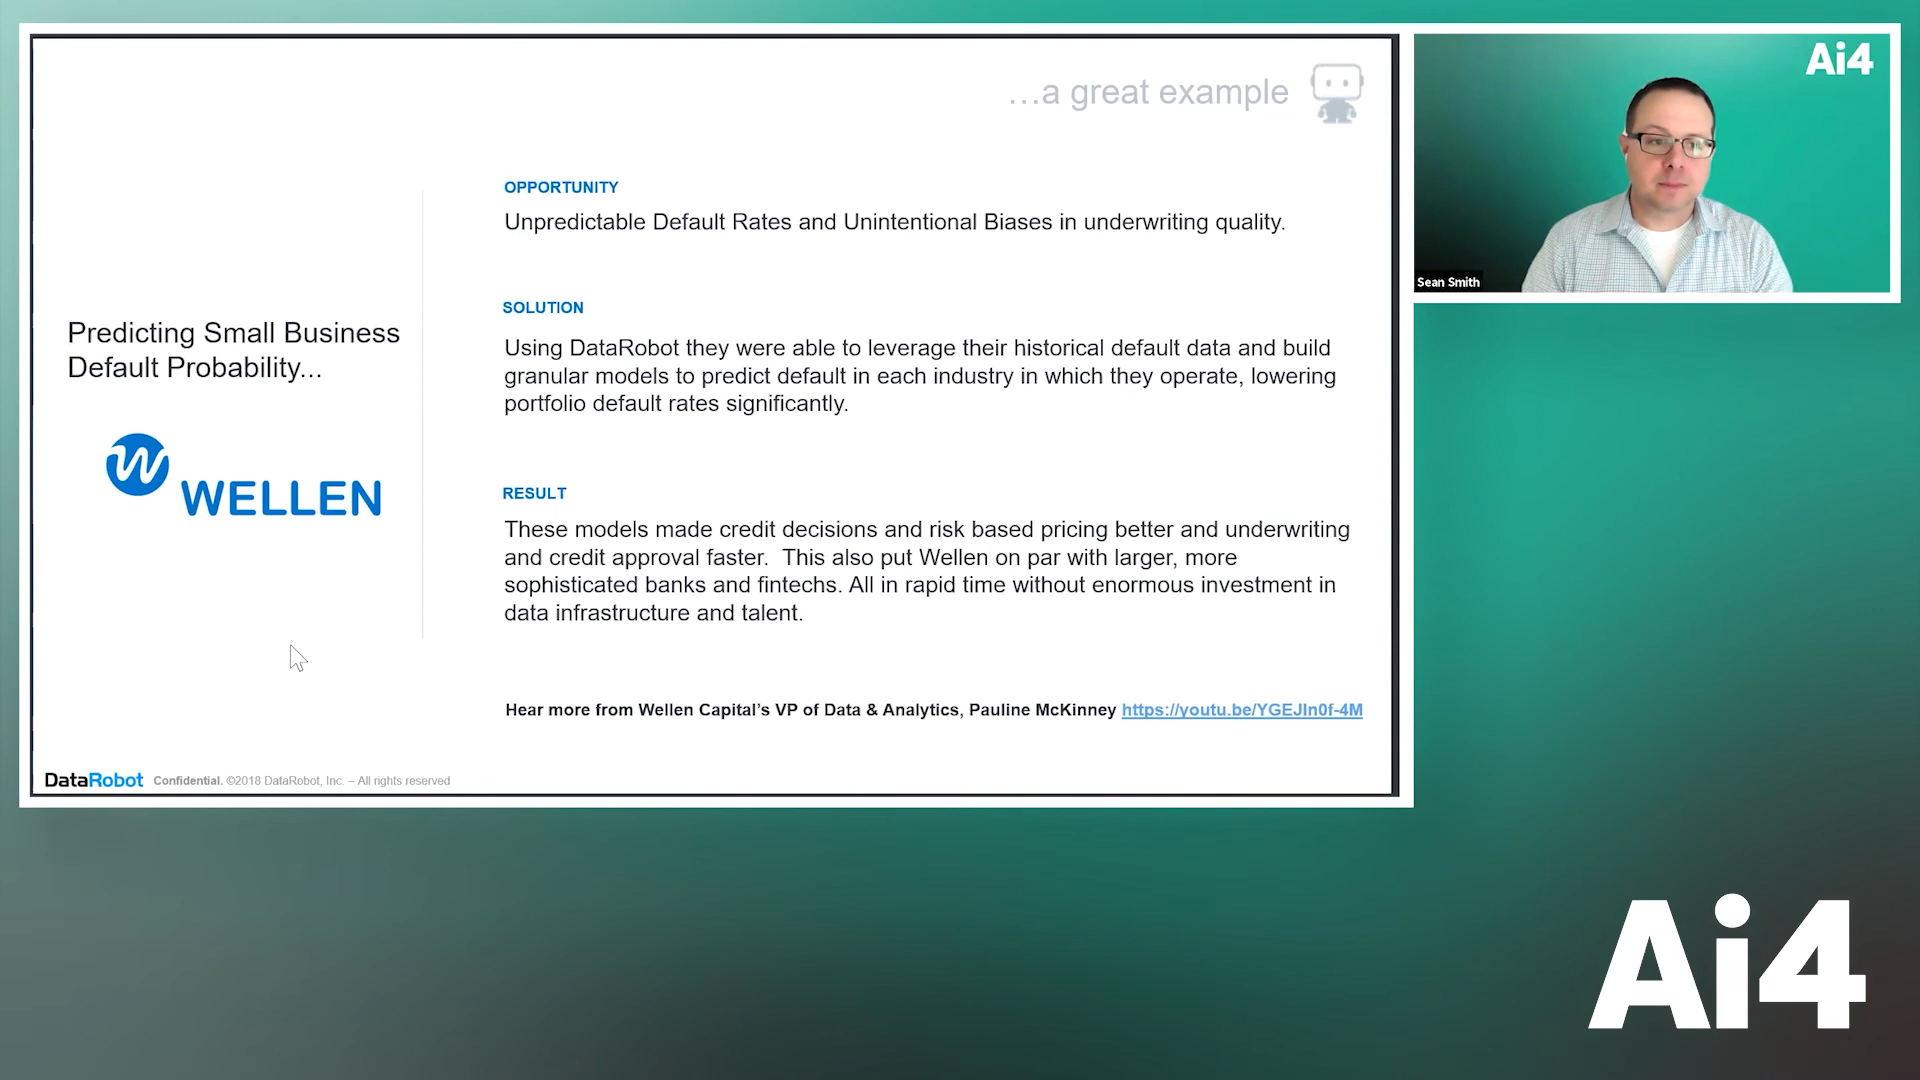 …a great example
Predicting Small Business
Default Probability...
W WELLEN
OPPORTUNITY
Unpredictable Default Rates and Unintentional Biases in underwriting quality.
SOLUTION
Using DataRobot they were able to leverage their historical default data and build
granular models to predict default in each industry in which they operate, lowering
portfolio default rates significantly.
RESULT
These models made credit decisions and risk based pricing better and underwriting
and credit approval faster.  This also put Wellen on par with larger, more
sophisticated banks and fintechs. All in rapid time without enormous investment in
data infrastructure and talent.
Hear more from Wellen Capital’s VP of Data & Analytics, Pauline McKinney https://youtu.be/YGEJIn0f-4M
DataRobot Confidential. ©2018 DataRobot, Inc. – All rights reserved
Ai4
Sean Smith
Ai4